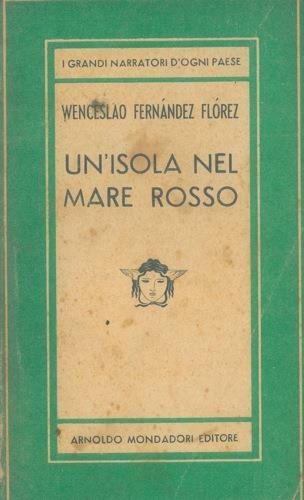 I GRANDI NARRATORI D'OGNI PAESE
WENCESLAO FERNÁNDEZ FLÓREZ
UN'ISOLA NEL
MARE ROSSO
ARNOLDO MONDADORI EDITORE